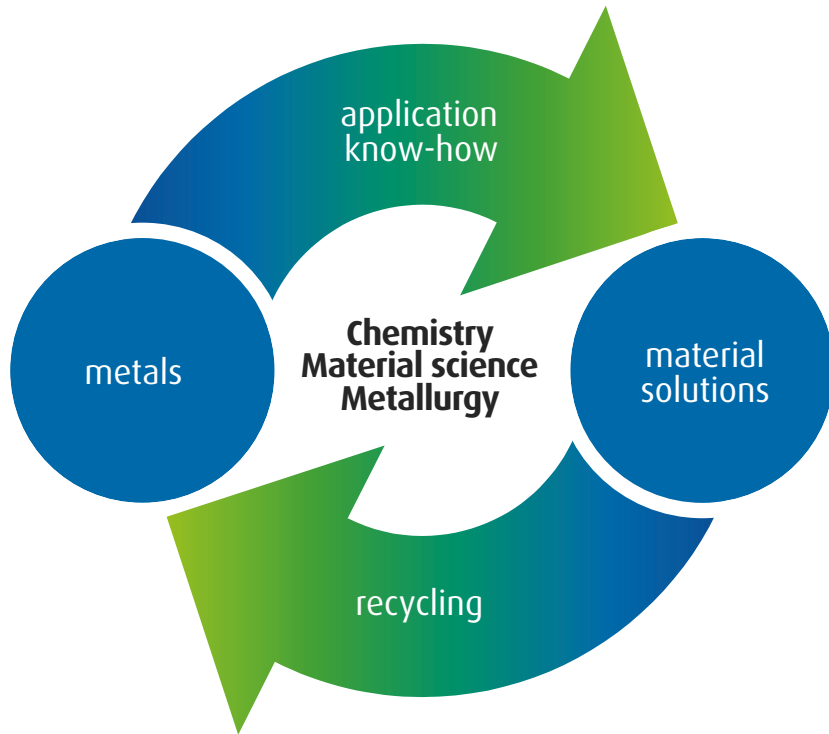 application
know-how
metals
Chemistry
Material science
Metallurgy
material
solutions
recycling